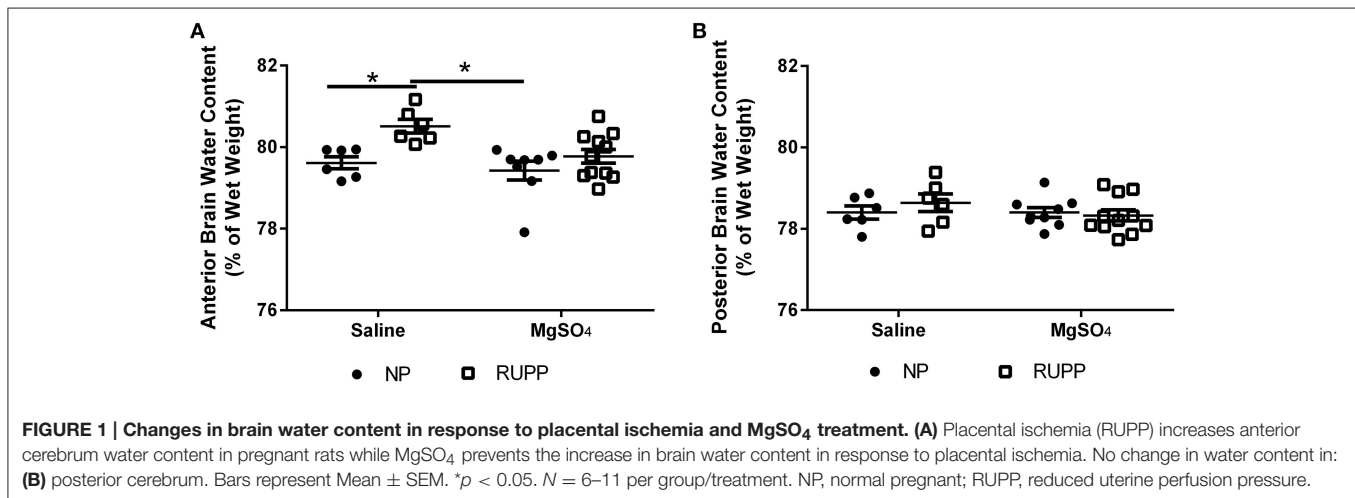 A
Anterior Brain Water Content
(% of Wet Weight)
82
80
78
76
*
*
Saline
MgSO4
NP
RUPP
B
Posterior Brain Water Content
(% of Wet Weight)
82
80
78
76
Saline
MgSO4
NP
RUPP
FIGURE 1 | Changes in brain water content in response to placental ischemia and MgSO4 treatment. (A) Placental ischemia (RUPP) increases anterior
cerebrum water content in pregnant rats while MgSO4 prevents the increase in brain water content in response to placental ischemia. No change in water content in:
(B) posterior cerebrum. Bars represent Mean ± SEM. *p < 0.05. N = 6–11 per group/treatment. NP, normal pregnant; RUPP, reduced uterine perfusion pressure.